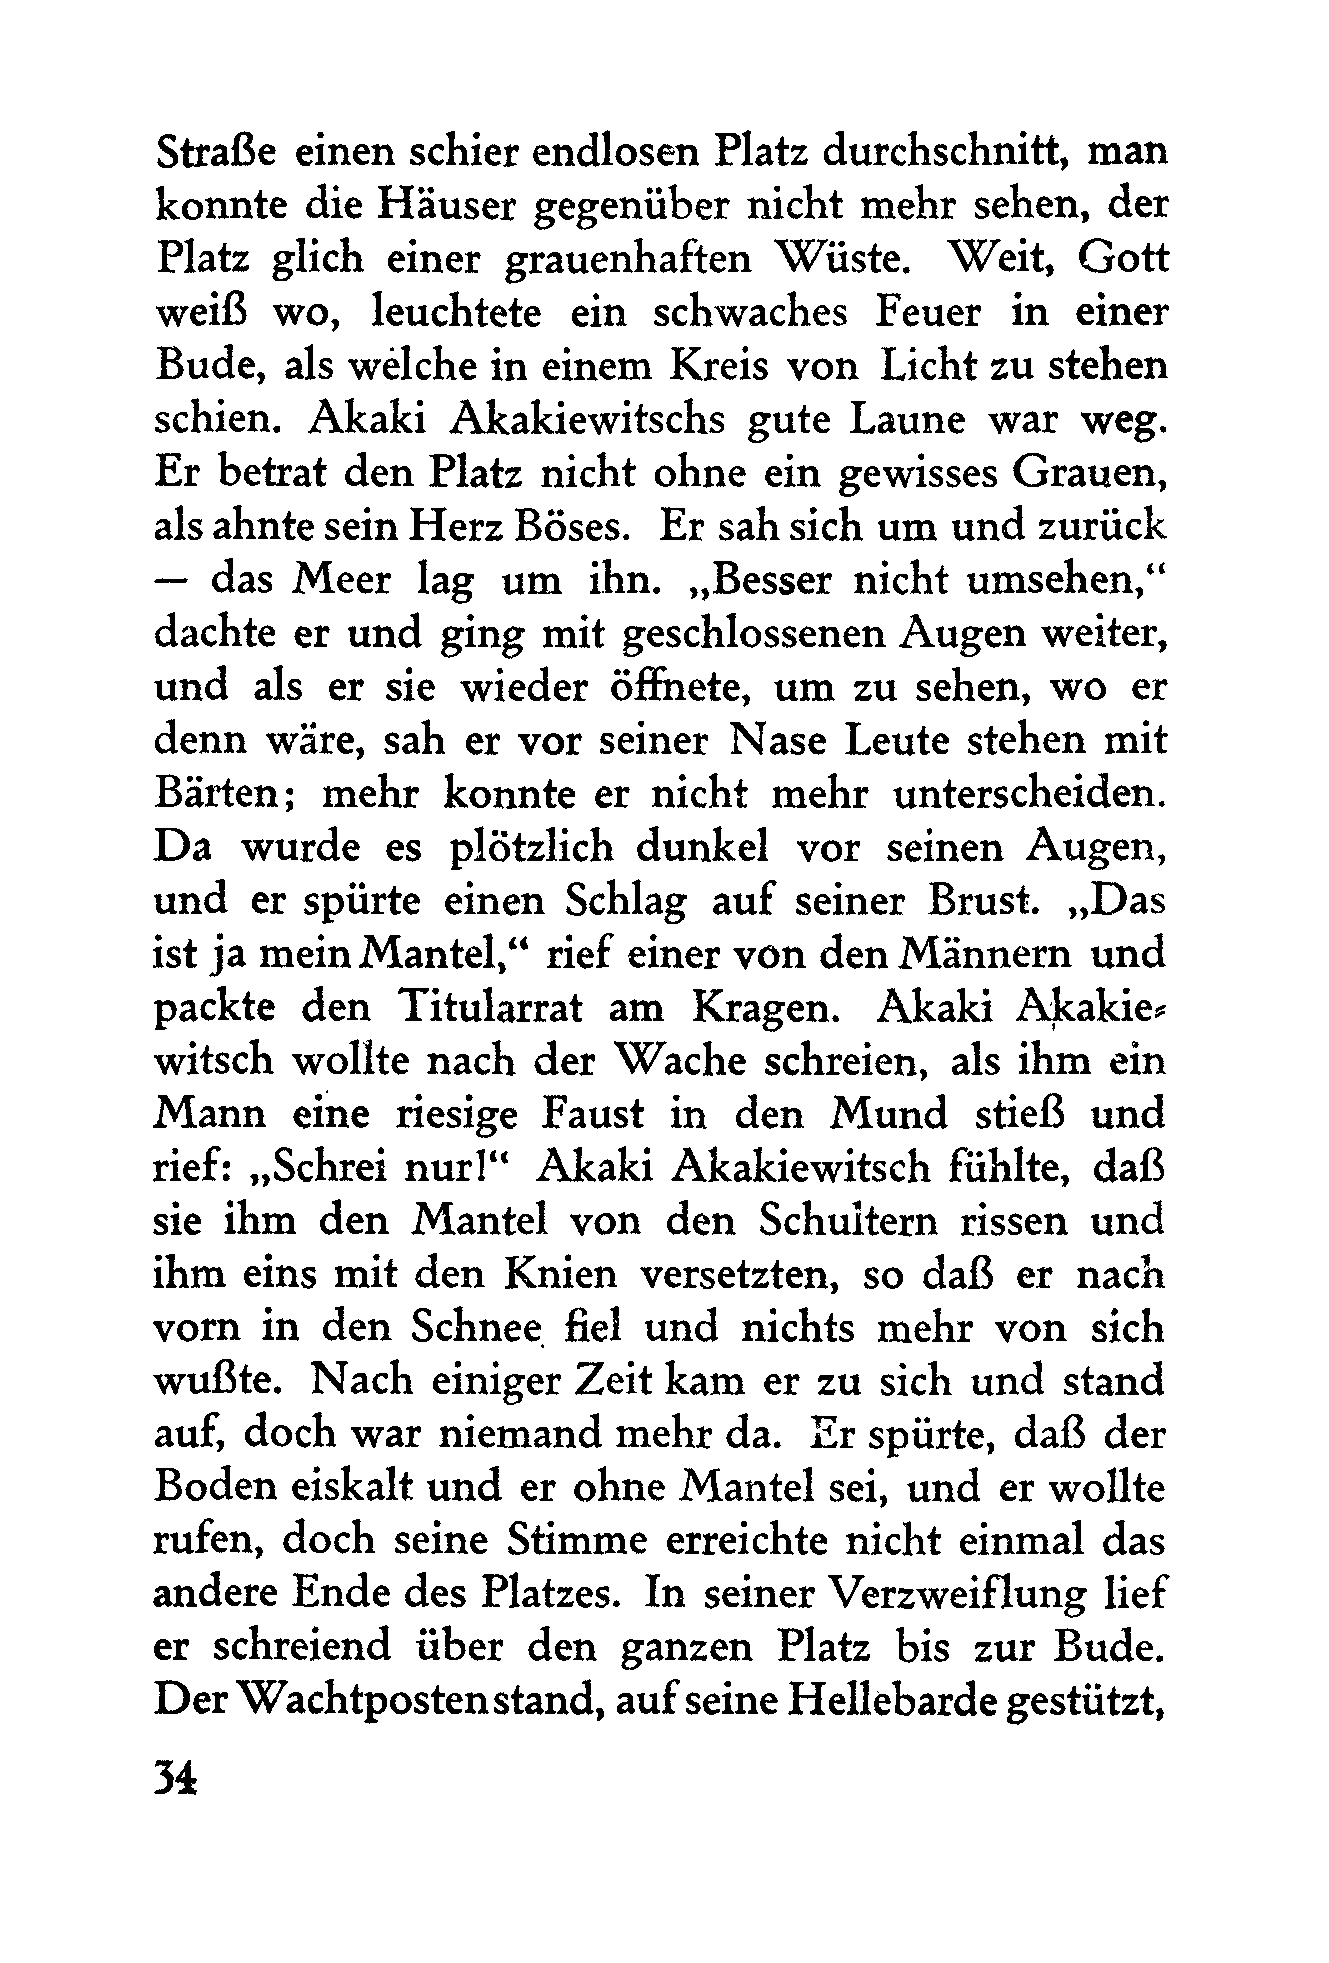 Straße einen schier endlosen Platz durchschnitt, man
konnte die Häuser gegenüber nicht mehr sehen, der
Platz glich einer grauenhaften Wüste. Weit, Gott
weiß wo, leuchtete ein schwaches Feuer in einer
Bude, als welche in einem Kreis von Licht zu stehen
schien. Akaki Akakiewitschs gute Laune war weg.
Er betrat den Platz nicht ohne ein gewisses Grauen,
als ahnte sein Herz Böses. Er sah sich um und zurück
— das Meer lag um ihn. „Besser nicht umsehen,“
dachte er und ging mit geschlossenen Augen weiter,
und als er sie wieder öffnete, um zu sehen, wo er
denn wäre, sah er vor seiner Nase Leute stehen mit
Bärten; mehr konnte er nicht mehr unterscheiden.
Da wurde es plötzlich dunkel vor seinen Augen,
und er spürte einen Schlag auf seiner Brust. „Das
ist ja mein Mantel,“ rief einer von den Männern und
packte den Titularrat am Kragen. Akaki Akakie-
witsch wollte nach der Wache schreien, als ihm ein
Mann eine riesige Faust in den Mund stieß und
rief: „Schrei nur!“ Akaki Akakiewitsch fühlte, daß
sie ihm den Mantel von den Schultern rissen und
ihm eins mit den Knien versetzten, so daß er nach
vorn in den Schnee fiel und nichts mehr von sich
wußte. Nach einiger Zeit kam er zu sich und stand
auf, doch war niemand mehr da. Er spürte, daß der
Boden eiskalt und er ohne Mantel sei, und er wollte
rufen, doch seine Stimme erreichte nicht einmal das
andere Ende des Platzes. In seiner Verzweiflung lief
er schreiend über den ganzen Platz bis zur Bude.
Der Wachtposten stand, auf seine Hellebarde gestützt,
34